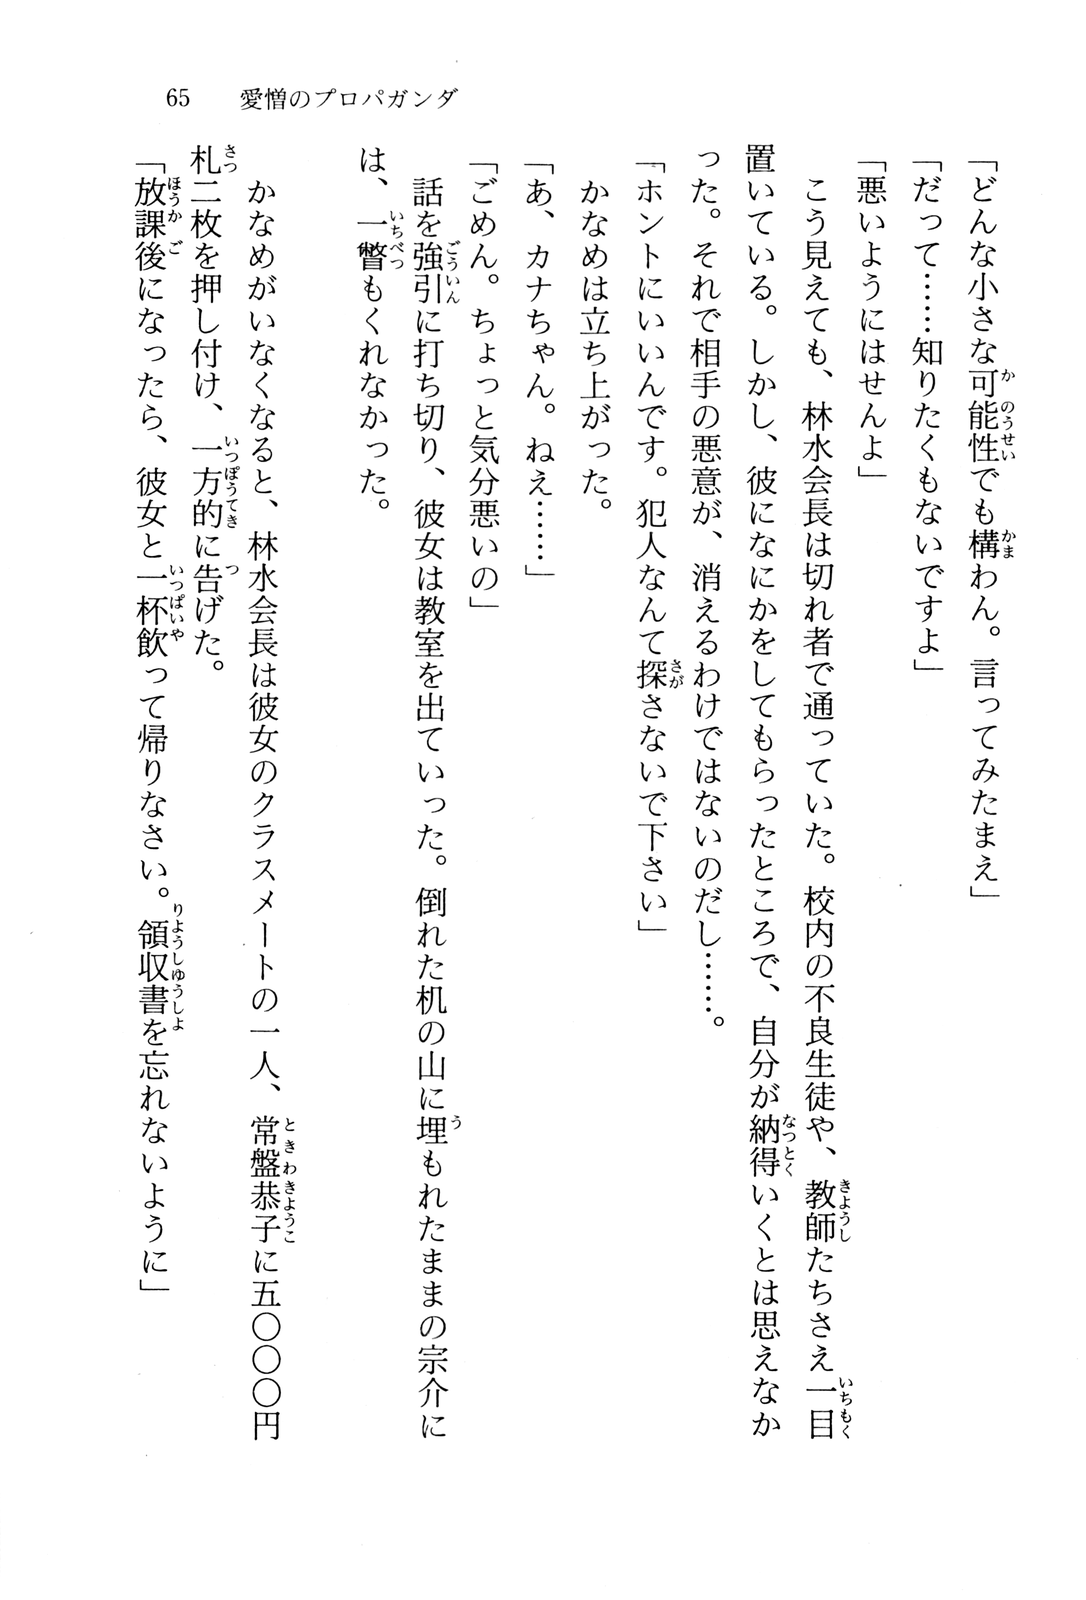 65　愛憎のプロパガンダ
「どんな小さな可能性でも構わん。言ってみたまえ」
「だって……知りたくもないですよ」
「悪いようにはせんよ」
　こう見えても、林水会長は切れ者で通っていた。校内の不良生徒や、教師たちさえ一目
置いている。しかし、彼になにかをしてもらったところで、自分が納得いくとは思えなか
った。それで相手の悪意が、消えるわけではないのだし……。
「ホントにいいんです。犯人なんて探さないで下さい」
　かなめは立ち上がった。
「あ、カナちゃん。ねえ……」
「ごめん。ちょっと気分悪いの」
　話を強引に打ち切り、彼女は教室を出ていった。倒れた机の山に埋もれたままの宗介に
は、一瞥もくれなかった。
　かなめがいなくなると、林水会長は彼女のクラスメートの一人、常盤恭子に五〇〇〇円
札二枚を押し付け、一方的に告げた。
「放課後になったら、彼女と一杯飲って帰りなさい。領収書を忘れないように」